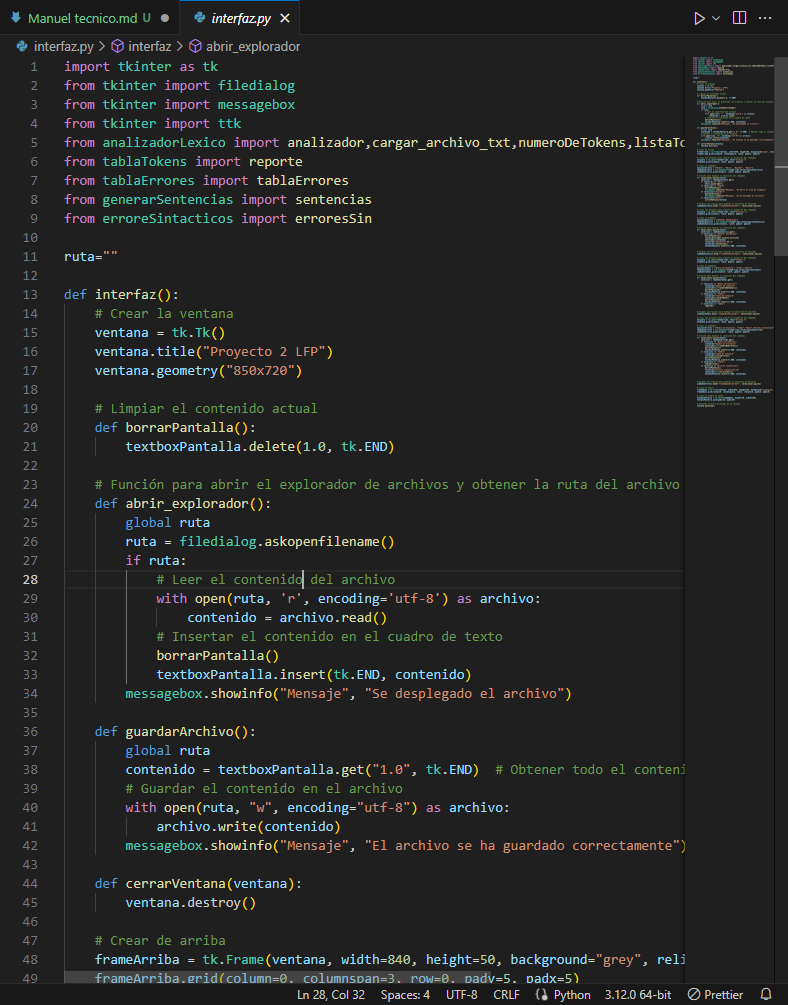 Manuel tecnico.md U
interfaz.py
interfaz.py > interfaz > abrir_explorador
1 import tkinter as tk
2 from tkinter import filedialog
3 from tkinter import messagebox
4 from tkinter import ttk
5 from analizadorLexico import analizador,cargar_archivo_txt,numeroDeTokens,listaTo
6 from tablaTokens import reporte
7 from tablaErrores import tablaErrores
8 from generarSentencias import sentencias
9 from erroreSintacticos import erroresSin
10
11 ruta=""
12
13 def interfaz():
14 # Crear la ventana
15 ventana = tk.Tk()
16 ventana.title("Proyecto 2 LFP")
17 ventana.geometry("850x720")
18
19 # Limpiar el contenido actual
20 def borrarPantalla():
21 textboxPantalla.delete(1.0, tk.END)
22
23 # Función para abrir el explorador de archivos y obtener la ruta del archivo
24 def abrir_explorador():
25 global ruta
26 ruta = filedialog.askopenfilename()
27 if ruta:
28 # Leer el contenido del archivo
29 with open(ruta, 'r', encoding='utf-8') as archivo:
30 contenido = archivo.read()
31 # Insertar el contenido en el cuadro de texto
32 borrarPantalla()
33 textboxPantalla.insert(tk.END, contenido)
34 messagebox.showinfo("Mensaje", "Se desplegado el archivo")
35
36 def guardarArchivo():
37 global ruta
38 contenido = textboxPantalla.get("1.0", tk.END)  # Obtener todo el conteni
39 # Guardar el contenido en el archivo
40 with open(ruta, "w", encoding="utf-8") as archivo:
41 archivo.write(contenido)
42 messagebox.showinfo("Mensaje", "El archivo se ha guardado correctamente")
43
44 def cerrarVentana(ventana):
45 ventana.destroy()
46
47 # Crear de arriba
48 frameArriba = tk.Frame(ventana, width=840, height=50, background="grey", reli
49 frameArriba.grid(column=0, columnspan=3, row=0, pady=5, padx=5)
Ln 28, Col 32 Spaces: 4 UTF-8 CRLF Python 3.12.0 64-bit Prettier